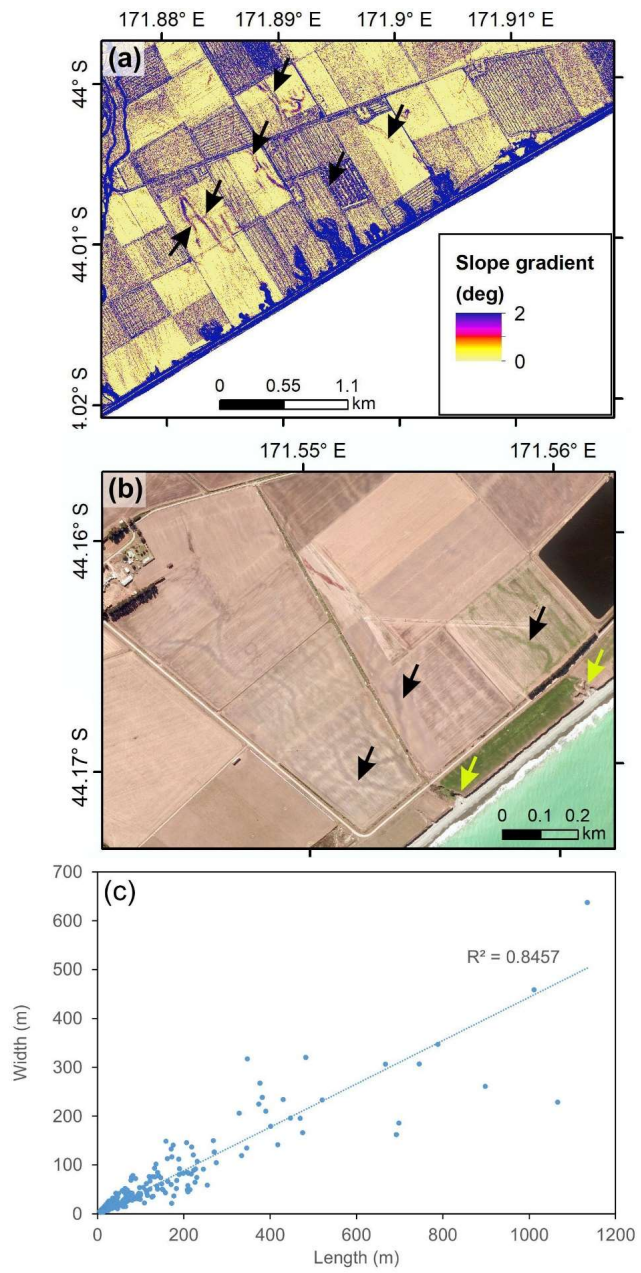 171.88° E 171.89° E 171.9° E 171.91° E
(a)
44° S
44.01° S
4.02° S
Slope gradient
(deg)
2
0
0 0.55 1.1
km
171.55° E 171.56° E
(b)
44.16° S
44.17° S
0 0.1 0.2
km
(c)
700
600
500
400
300
200
100
0
R² = 0.8457
Width (m)
0 200 400 600 800 1000 1200
Length (m)